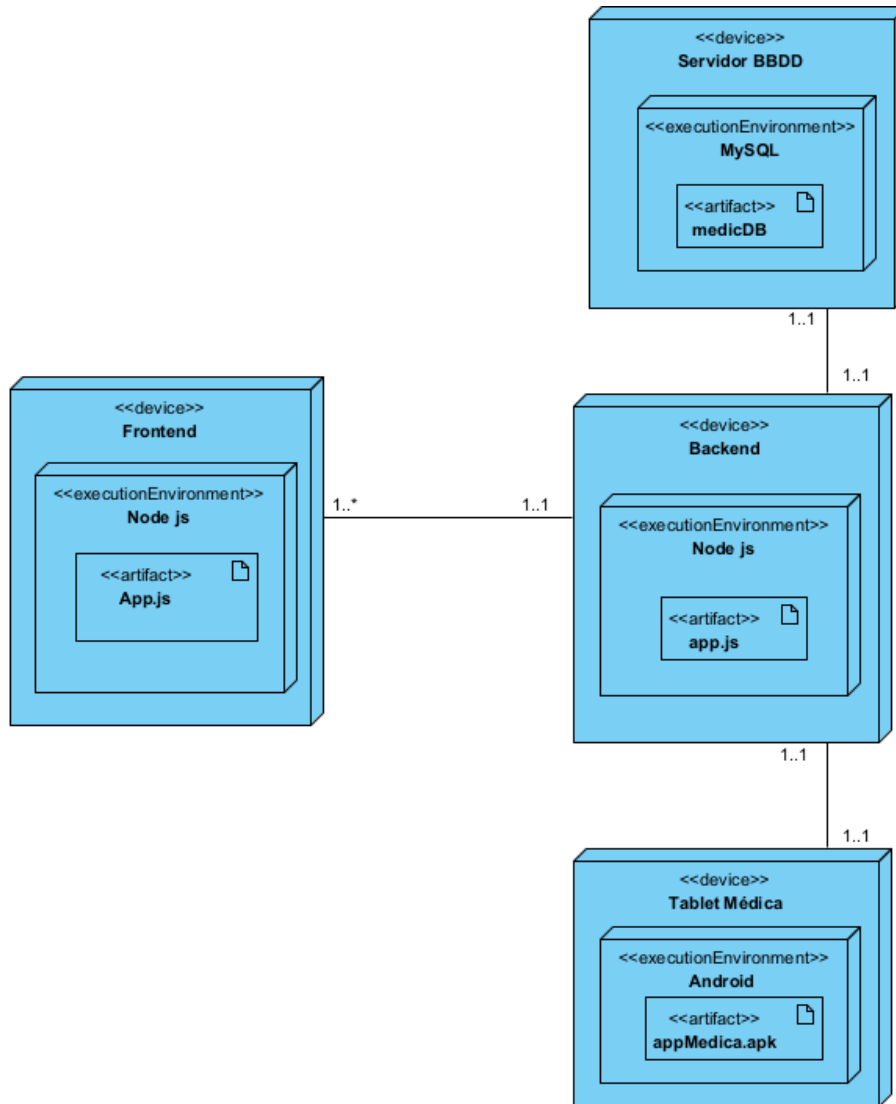 <<device>>
Servidor BBDD
<<executionEnvironment>>
MySQL
<<artifact>>
medicDB
1..1
1..1
<<device>>
Frontend
<<executionEnvironment>>
Node js
<<artifact>>
App.js
1..*
1..1
<<device>>
Backend
<<executionEnvironment>>
Node js
<<artifact>>
app.js
1..1
1..1
<<device>>
Tablet Médica
<<executionEnvironment>>
Android
<<artifact>>
appMedica.apk